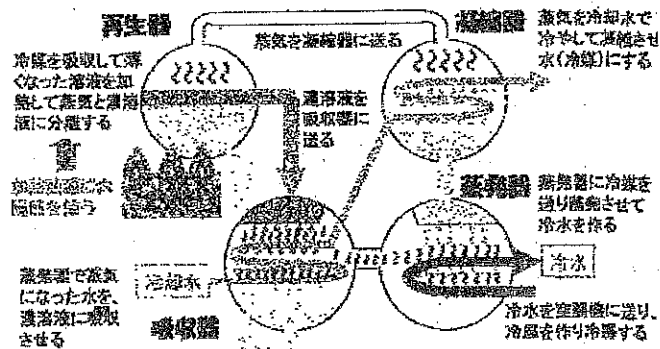 再生器
蒸気を凝縮器に送る
凝縮器
蒸気を冷却水で
冷やして凝縮させ
水(冷媒)にする
冷媒を吸収して薄
くなった溶液を加
熱して蒸気と濃溶
液に分離する
濃溶液を
吸収器に
送る
蒸発器
蒸発器に冷媒を
送り蒸発させて
冷水を作る
冷却水
冷水
蒸発器で蒸気
になった水を、
濃溶液に吸収
させる
吸収器
冷水を空調機に送り、
冷風を作り冷房する